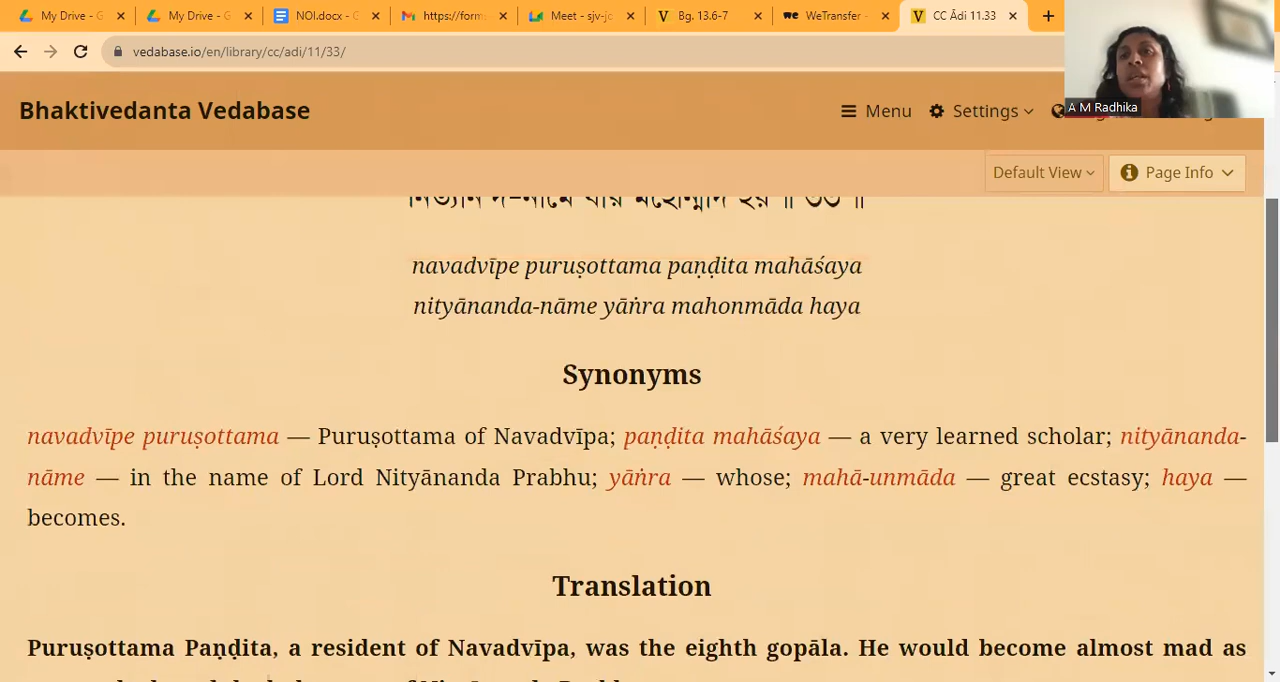 My Drive - G
My Drive - G
NOI.docx - G
https://form
Meet - sjv-jc
Bg. 13.6-7
WeTransfer -
CC Ādi 11.33
vedabase.io/en/library/cc/adi/11/33/
A M Radhika
Bhaktivedanta Vedabase
Menu
Settings
Default View
Page Info
navadvīpe puruṣottama paṇḍita mahāśaya
nityānanda-nāme yāṅra mahonmāda haya
Synonyms
navadvīpe puruṣottama — Puruṣottama of Navadvīpa; paṇḍita mahāśaya — a very learned scholar; nityānanda-
nāme — in the name of Lord Nityānanda Prabhu; yāṅra — whose; mahā-unmāda — great ecstasy; haya —
becomes.
Translation
Puruṣottama Paṇḍita, a resident of Navadvīpa, was the eighth gopāla. He would become almost mad as